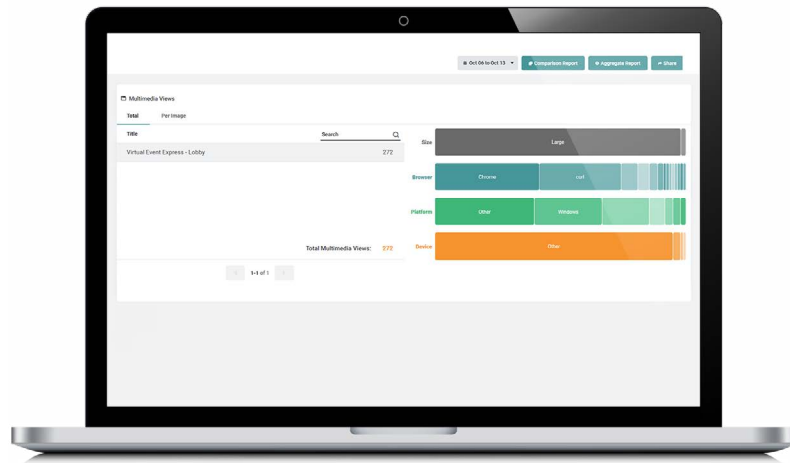 Oct 06 to Oct 13
Comparison Report
Aggregate Report
Share
Multimedia Views
Total
Per Image
Title
Search
Virtual Event Express - Lobby
272
Total Multimedia Views:
272
1-1 of 1
Size
Large
Browser
Chrome
curl
Platform
Other
Windows
Device
Other